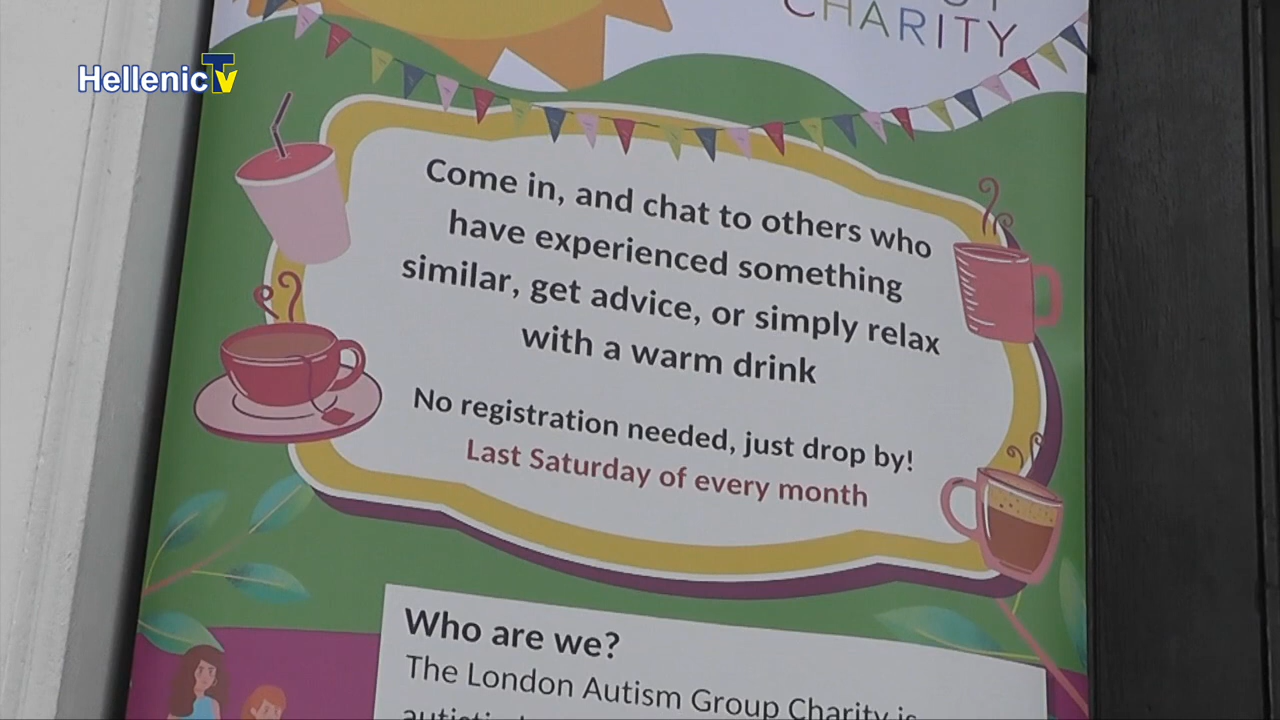 CHARITY
HellenicTv
Come in, and chat to others who
have experienced something
similar, get advice, or simply relax
with a warm drink
No registration needed, just drop by!
Last Saturday of every month
Who are we?
The London Autism Group Charity is